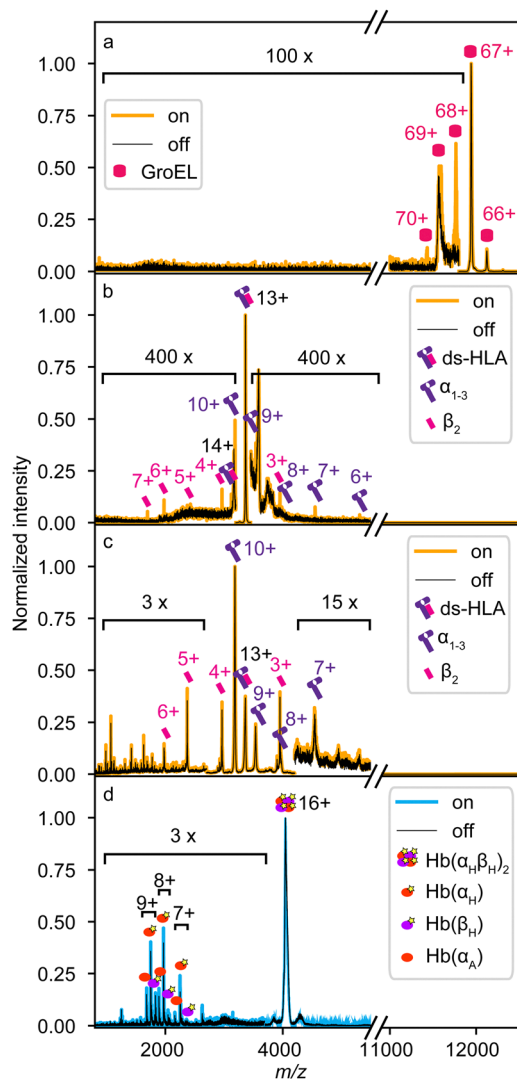 a
100 x
67+
68+
69+
70+
66+
on
off
GroEL
1.00
0.75
0.50
0.25
0.00
b
13+
400 x
400 x
10+
9+
14+
4+
5+
6+
7+
3+
8+
7+
6+
on
off
ds-HLA
α1-3
β2
1.00
0.75
0.50
0.25
0.00
Normalized intensity
c
10+
3 x
15 x
5+
4+
13+
3+
7+
9+
8+
6+
on
off
ds-HLA
α1-3
β2
1.00
0.75
0.50
0.25
0.00
d
16+
3 x
8+
9+
7+
on
off
Hb(αHβH)2
Hb(αH)
Hb(βH)
Hb(αA)
1.00
0.75
0.50
0.25
0.00
2000 4000 11000 12000
m/z